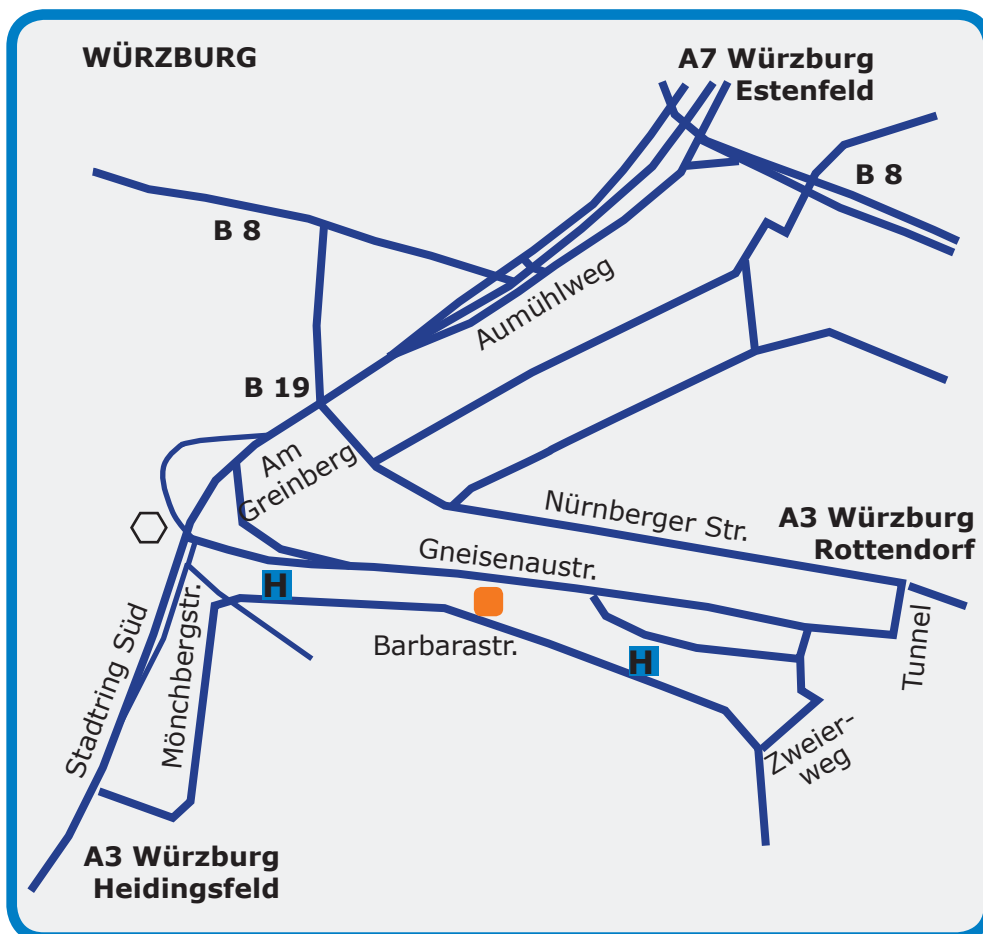 WÜRZBURG
A7 Würzburg
Estenfeld
B 8
B 8
Aumühlweg
B 19
Am
Greinberg
Nürnberger Str.
A3 Würzburg
Rottendorf
Gneisenaustr.
H
Barbarastr.
H
Tunnel
Stadtring Süd
Mönchbergstr.
Zweier-
weg
A3 Würzburg
Heidingsfeld